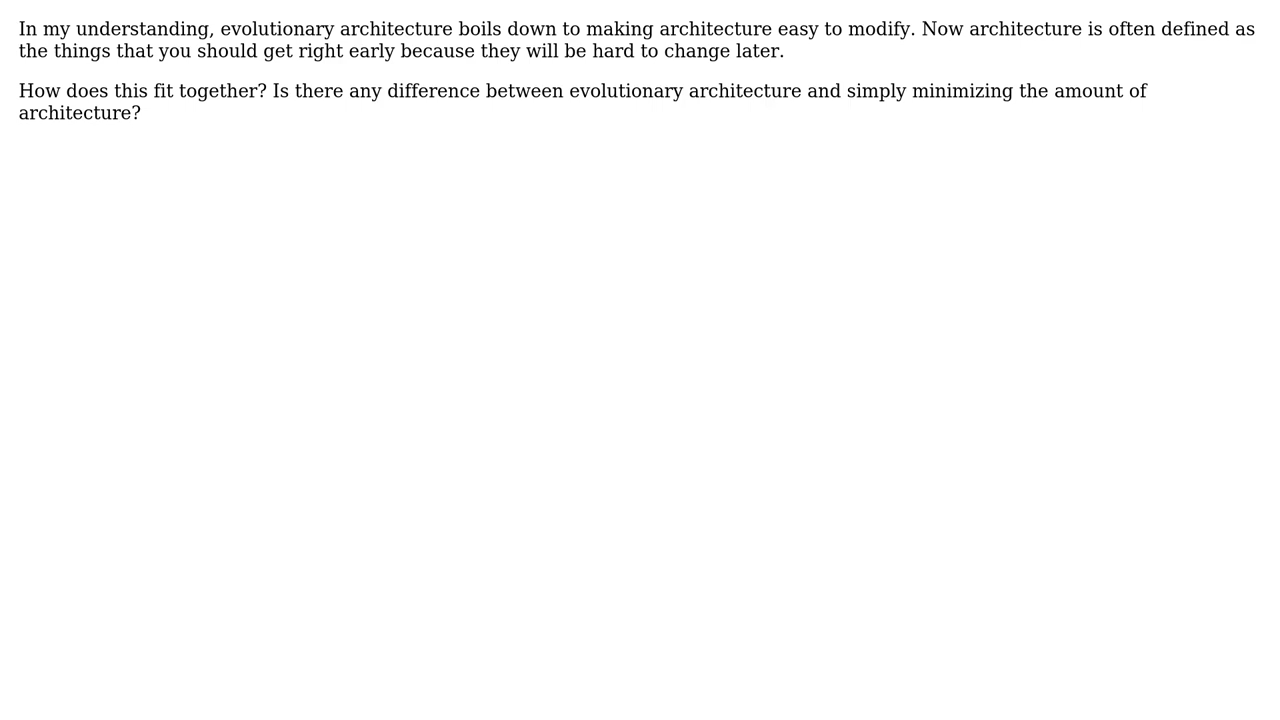 In my understanding, evolutionary architecture boils down to making architecture easy to modify. Now architecture is often defined as
the things that you should get right early because they will be hard to change later.
How does this fit together? Is there any difference between evolutionary architecture and simply minimizing the amount of
architecture?